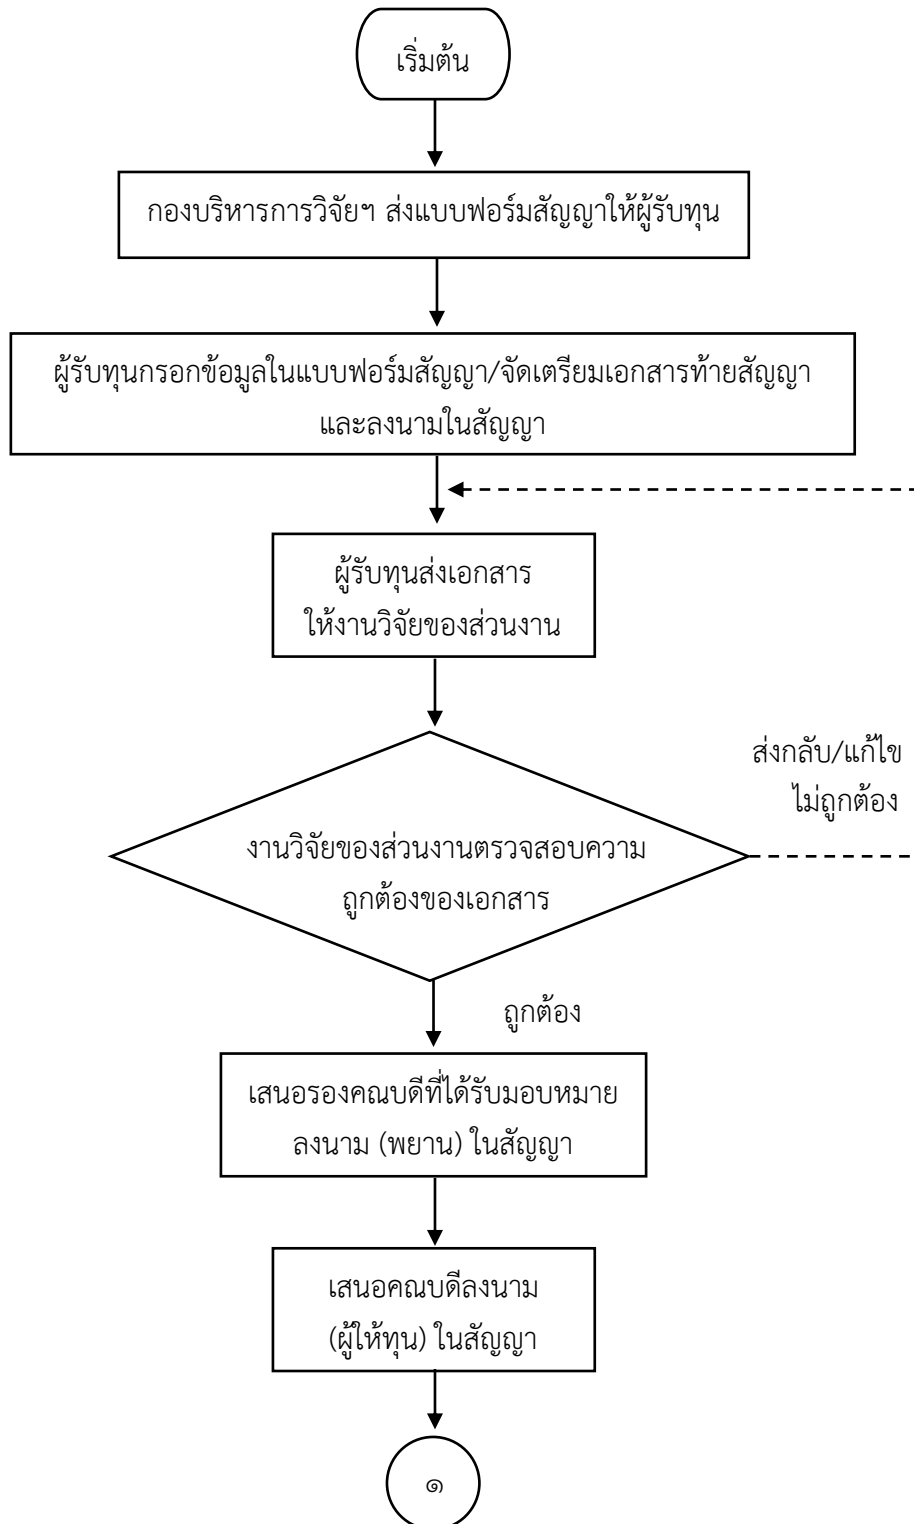 เริ่มต้น
กองบริหารการวิจัยฯ ส่งแบบฟอร์มสัญญาให้ผู้รับทุน
ผู้รับทุนกรอกข้อมูลในแบบฟอร์มสัญญา/จัดเตรียมเอกสารท้ายสัญญา
และลงนามในสัญญา
ผู้รับทุนส่งเอกสาร
ให้งานวิจัยของส่วนงาน
ส่งกลับ/แก้ไข
ไม่ถูกต้อง
งานวิจัยของส่วนงานตรวจสอบความ
ถูกต้องของเอกสาร
ถูกต้อง
เสนอรองคณบดีที่ได้รับมอบหมาย
ลงนาม (พยาน) ในสัญญา
เสนอคณบดีลงนาม
(ผู้ให้ทุน) ในสัญญา
๑